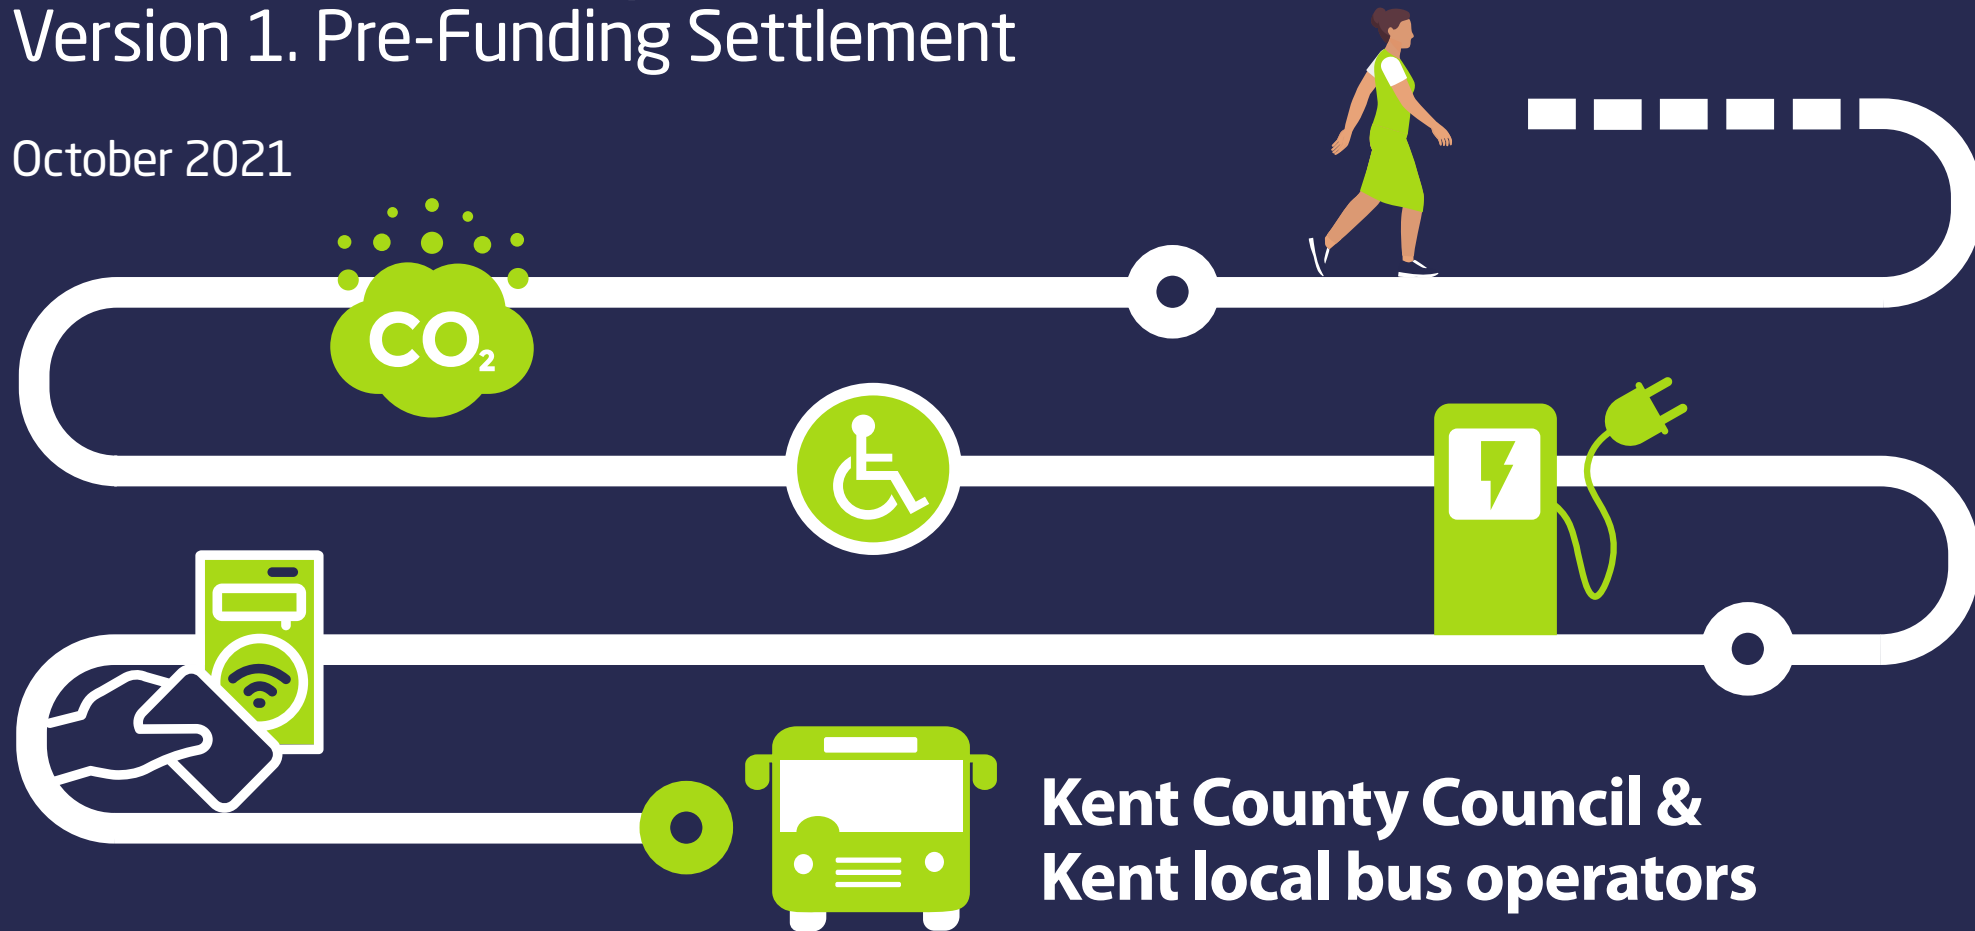 Version 1. Pre-Funding Settlement
October 2021
CO₂
Kent County Council &
Kent local bus operators